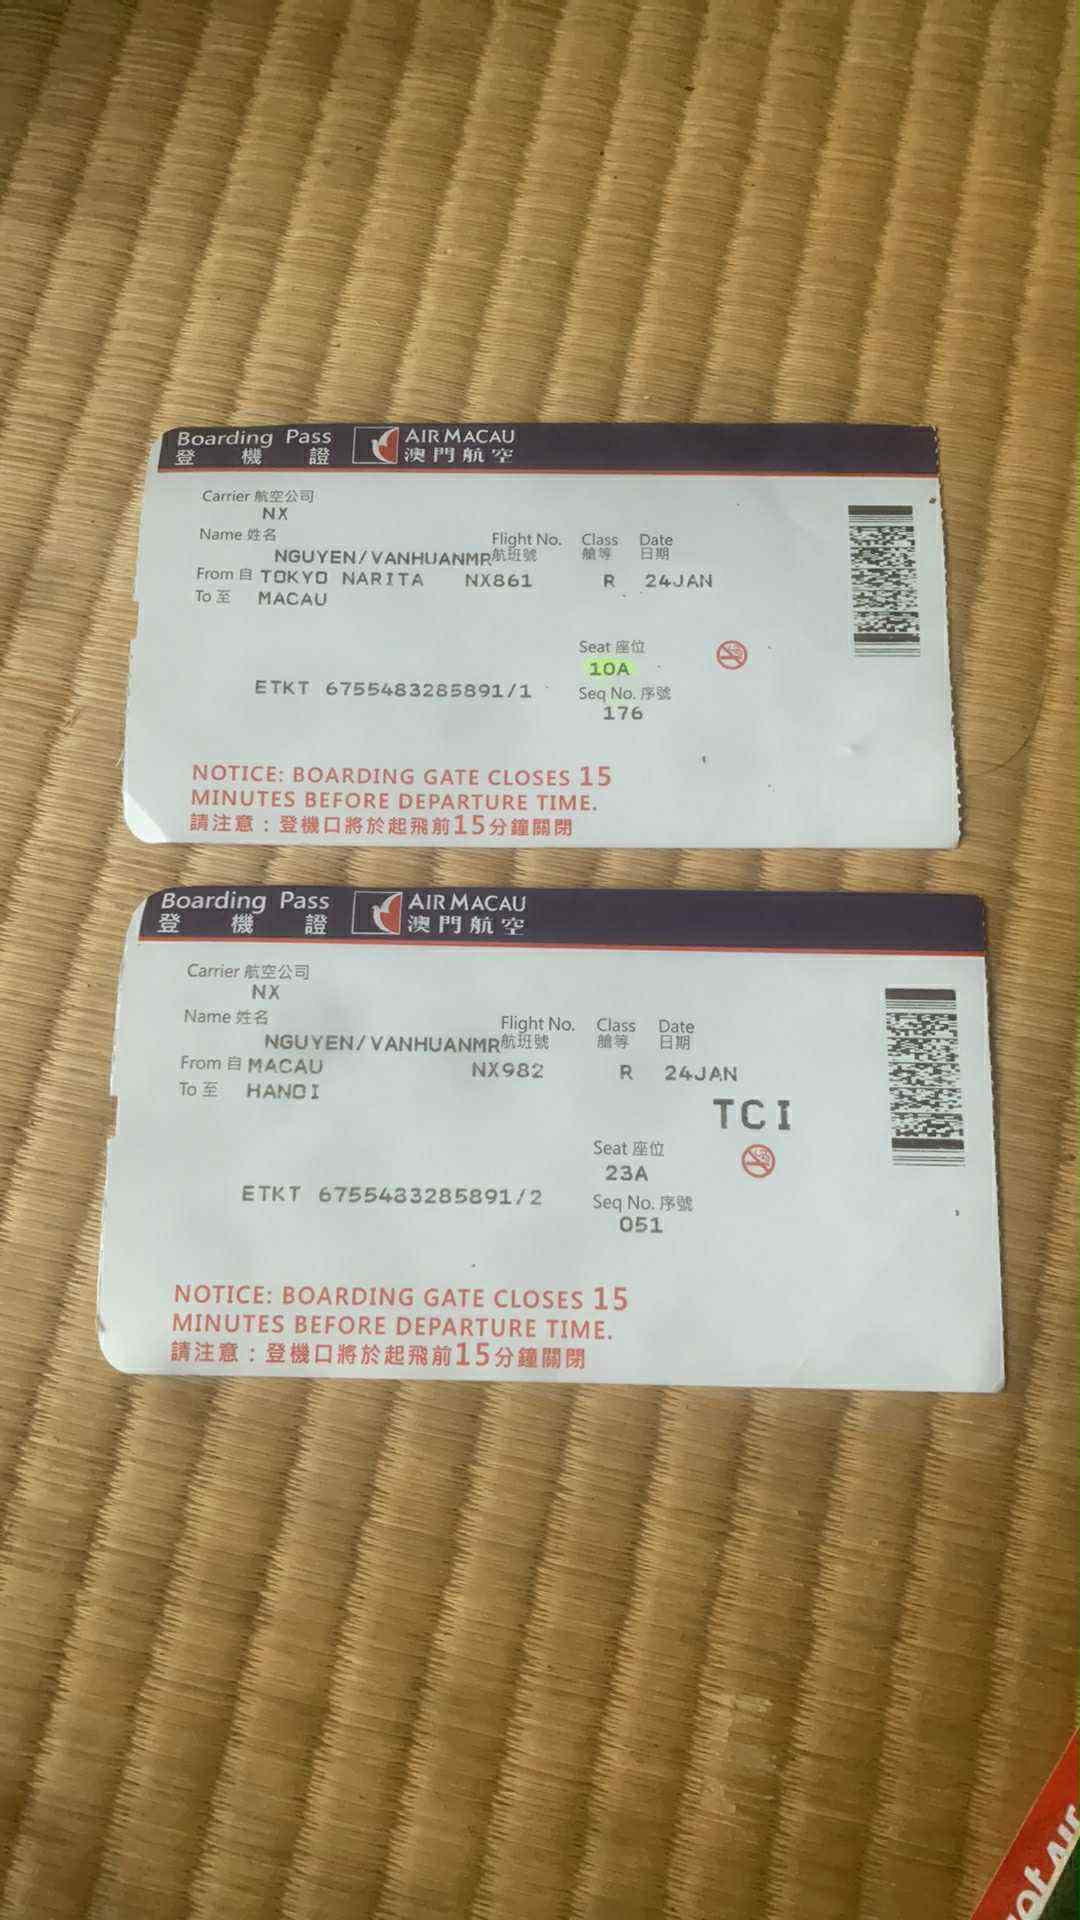 Boarding Pass AIR MACAU
登 機 證 澳門航空
Carrier 航空公司
NX
Name 姓名 Flight No. Class Date
NGUYEN/VANHUANMR 航班號 艙等 日期
From 自 TOKYO NARITA NX861 R 24JAN
To 至 MACAU
Seat 座位
10A
ETKT 6755483285891/1 Seq No. 序號
176
NOTICE: BOARDING GATE CLOSES 15
MINUTES BEFORE DEPARTURE TIME.
請注意：登機口將於起飛前15分鐘關閉
Boarding Pass AIR MACAU
登 機 證 澳門航空
Carrier 航空公司
NX
Name 姓名 Flight No. Class Date
NGUYEN/VANHUANMR 航班號 艙等 日期
From 自 MACAU NX982 R 24JAN
To 至 HANOI
TCI
Seat 座位
23A
ETKT 6755483285891/2 Seq No. 序號
051
NOTICE: BOARDING GATE CLOSES 15
MINUTES BEFORE DEPARTURE TIME.
請注意：登機口將於起飛前15分鐘關閉